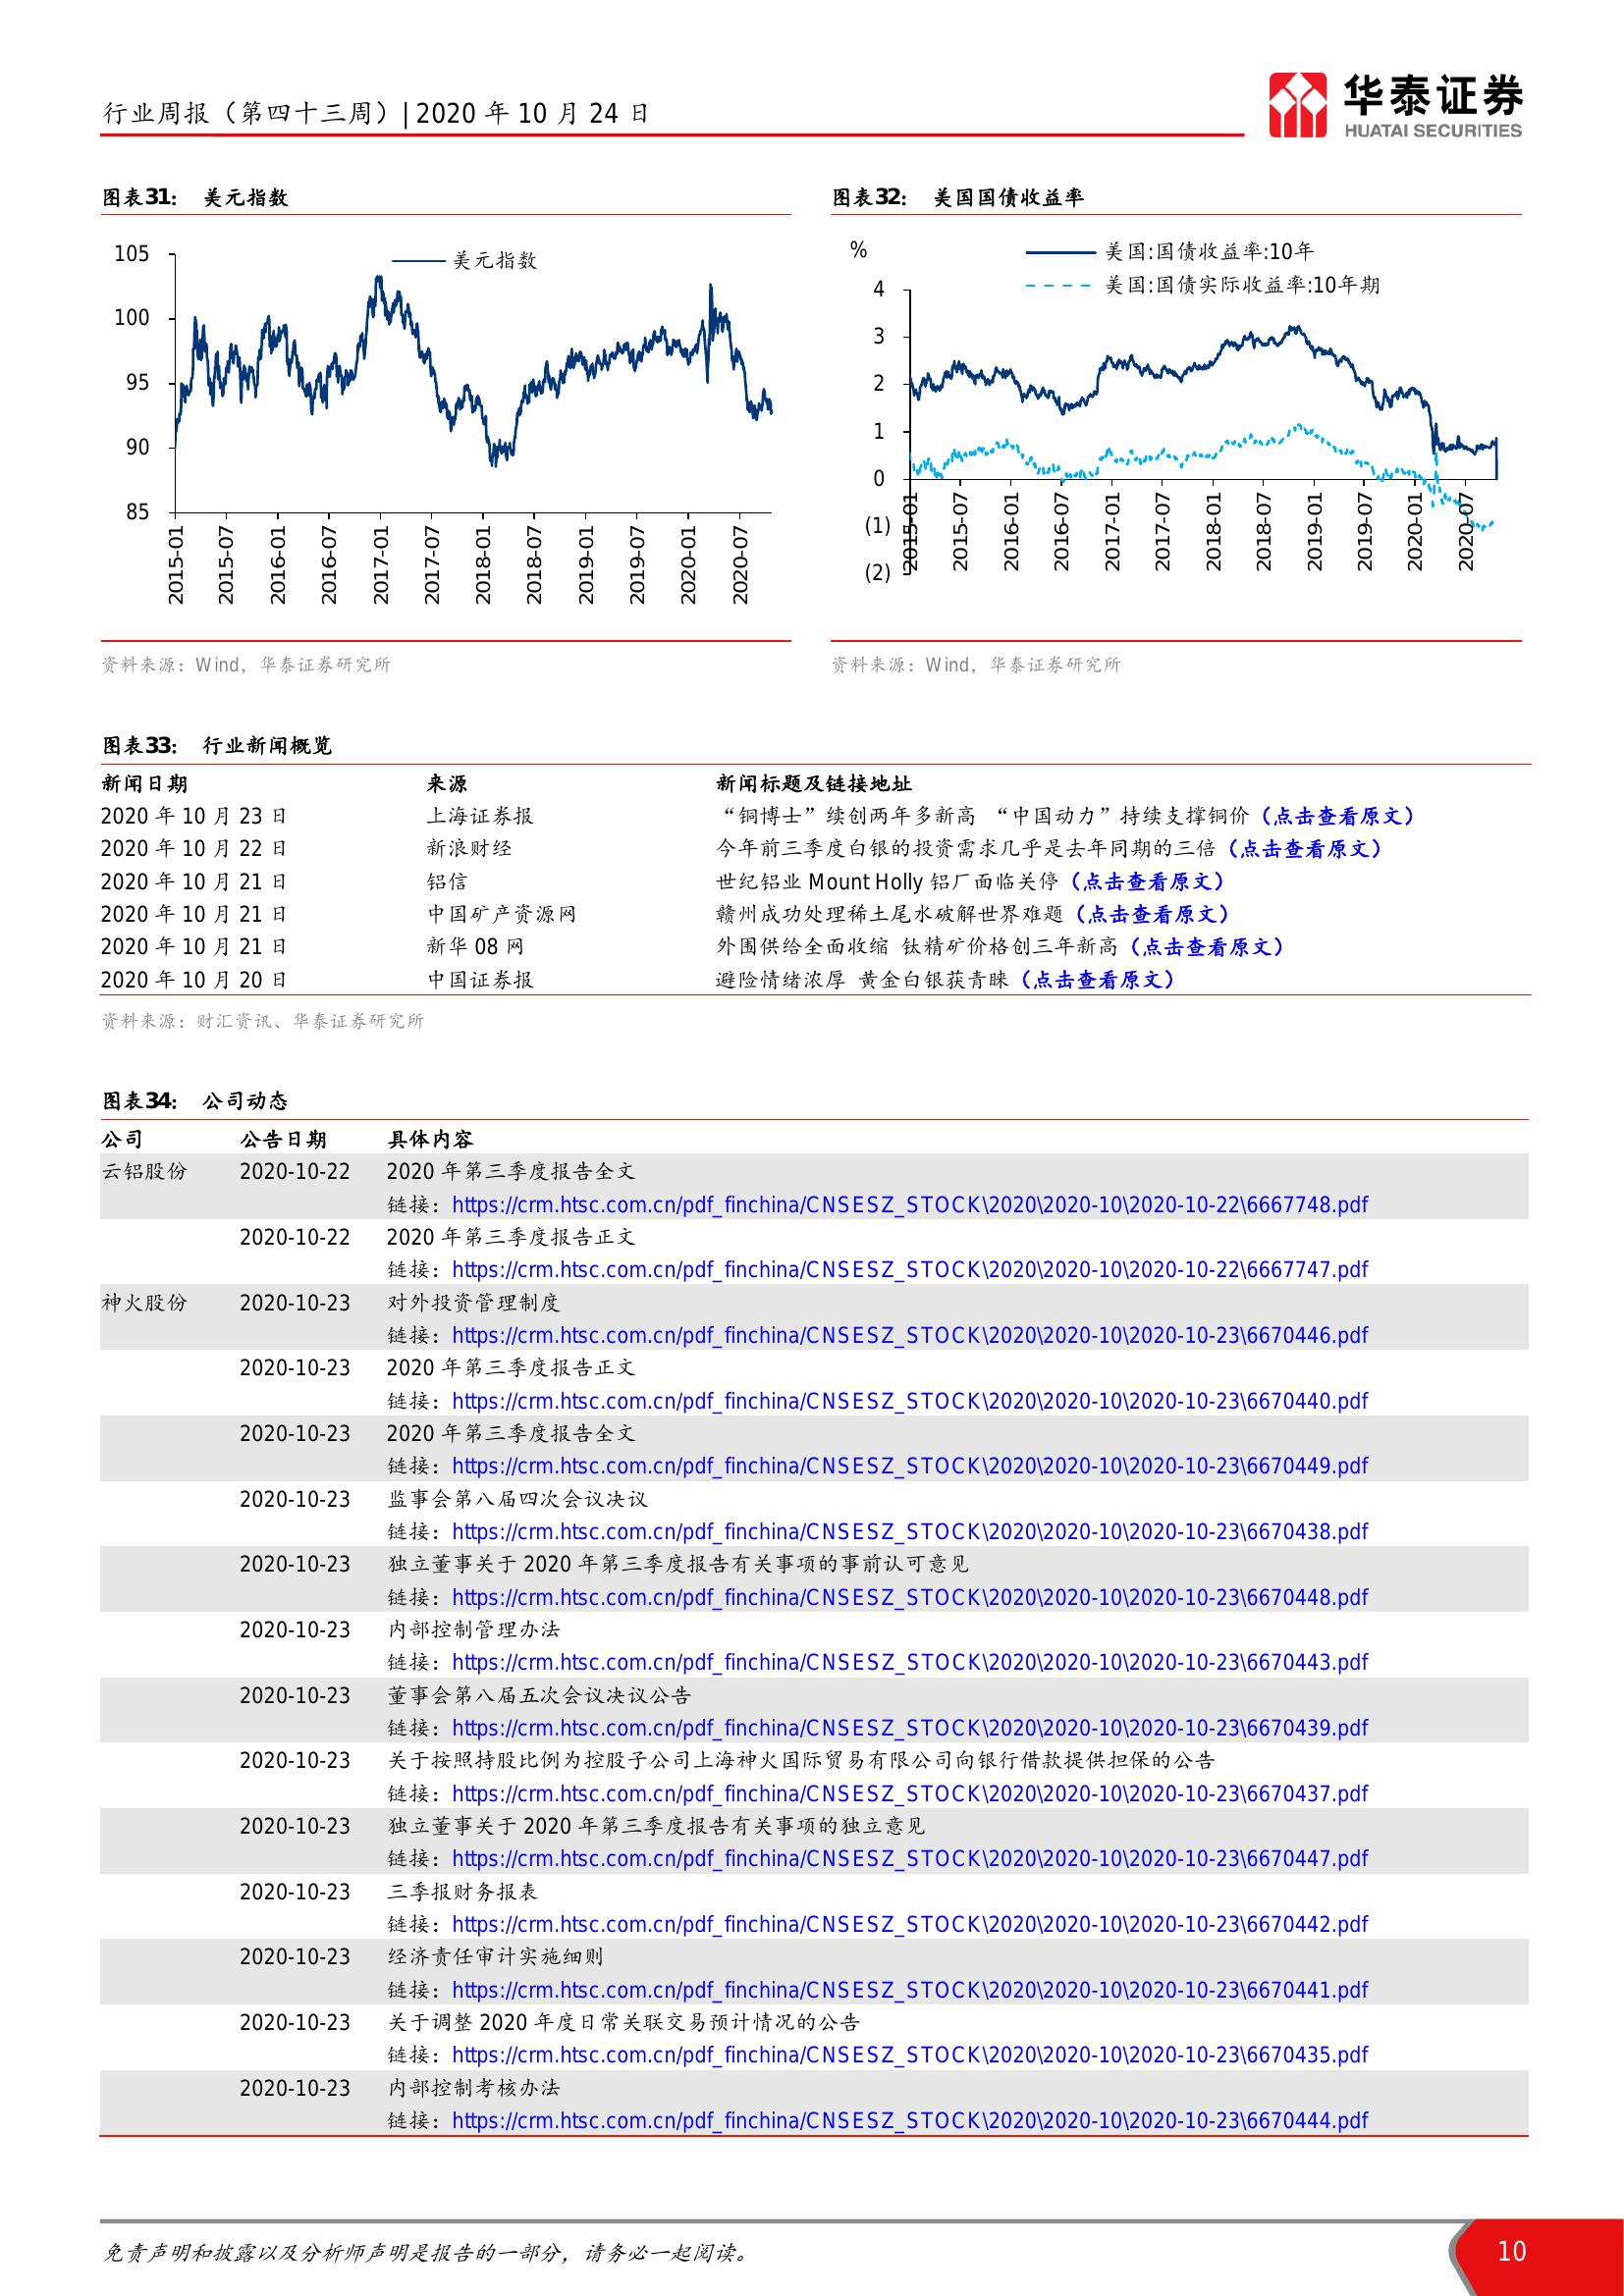 行业周报（第四十三周）| 2020 年 10 月 24 日
华泰证券
HUATAI SECURITIES
图表31： 美元指数
美元指数
105
100
95
90
85
2015-01
2015-07
2016-01
2016-07
2017-01
2017-07
2018-01
2018-07
2019-01
2019-07
2020-01
2020-07
资料来源：Wind，华泰证券研究所
图表32： 美国国债收益率
%
美国:国债收益率:10年
美国:国债实际收益率:10年期
4
3
2
1
0
(1)
(2)
2015-01
2015-07
2016-01
2016-07
2017-01
2017-07
2018-01
2018-07
2019-01
2019-07
2020-01
2020-07
资料来源：Wind，华泰证券研究所
图表33： 行业新闻概览
新闻日期 来源 新闻标题及链接地址
2020 年 10 月 23 日 上海证券报 “铜博士”续创两年多新高 “中国动力”持续支撑铜价（点击查看原文）
2020 年 10 月 22 日 新浪财经 今年前三季度白银的投资需求几乎是去年同期的三倍（点击查看原文）
2020 年 10 月 21 日 铝信 世纪铝业 Mount Holly 铝厂面临关停（点击查看原文）
2020 年 10 月 21 日 中国矿产资源网 赣州成功处理稀土尾水破解世界难题（点击查看原文）
2020 年 10 月 21 日 新华 08 网 外围供给全面收缩 钛精矿价格创三年新高（点击查看原文）
2020 年 10 月 20 日 中国证券报 避险情绪浓厚 黄金白银获青睐（点击查看原文）
资料来源：财汇资讯、华泰证券研究所
图表34： 公司动态
公司 公告日期 具体内容
云铝股份 2020-10-22 2020 年第三季度报告全文
链接：https://crm.htsc.com.cn/pdf_finchina/CNSESZ_STOCK\2020\2020-10\2020-10-22\6667748.pdf
2020-10-22 2020 年第三季度报告正文
链接：https://crm.htsc.com.cn/pdf_finchina/CNSESZ_STOCK\2020\2020-10\2020-10-22\6667747.pdf
神火股份 2020-10-23 对外投资管理制度
链接：https://crm.htsc.com.cn/pdf_finchina/CNSESZ_STOCK\2020\2020-10\2020-10-23\6670446.pdf
2020-10-23 2020 年第三季度报告正文
链接：https://crm.htsc.com.cn/pdf_finchina/CNSESZ_STOCK\2020\2020-10\2020-10-23\6670440.pdf
2020-10-23 2020 年第三季度报告全文
链接：https://crm.htsc.com.cn/pdf_finchina/CNSESZ_STOCK\2020\2020-10\2020-10-23\6670449.pdf
2020-10-23 监事会第八届四次会议决议
链接：https://crm.htsc.com.cn/pdf_finchina/CNSESZ_STOCK\2020\2020-10\2020-10-23\6670438.pdf
2020-10-23 独立董事关于 2020 年第三季度报告有关事项的事前认可意见
链接：https://crm.htsc.com.cn/pdf_finchina/CNSESZ_STOCK\2020\2020-10\2020-10-23\6670448.pdf
2020-10-23 内部控制管理办法
链接：https://crm.htsc.com.cn/pdf_finchina/CNSESZ_STOCK\2020\2020-10\2020-10-23\6670443.pdf
2020-10-23 董事会第八届五次会议决议公告
链接：https://crm.htsc.com.cn/pdf_finchina/CNSESZ_STOCK\2020\2020-10\2020-10-23\6670439.pdf
2020-10-23 关于按照持股比例为控股子公司上海神火国际贸易有限公司向银行借款提供担保的公告
链接：https://crm.htsc.com.cn/pdf_finchina/CNSESZ_STOCK\2020\2020-10\2020-10-23\6670437.pdf
2020-10-23 独立董事关于 2020 年第三季度报告有关事项的独立意见
链接：https://crm.htsc.com.cn/pdf_finchina/CNSESZ_STOCK\2020\2020-10\2020-10-23\6670447.pdf
2020-10-23 三季报财务报表
链接：https://crm.htsc.com.cn/pdf_finchina/CNSESZ_STOCK\2020\2020-10\2020-10-23\6670442.pdf
2020-10-23 经济责任审计实施细则
链接：https://crm.htsc.com.cn/pdf_finchina/CNSESZ_STOCK\2020\2020-10\2020-10-23\6670441.pdf
2020-10-23 关于调整 2020 年度日常关联交易预计情况的公告
链接：https://crm.htsc.com.cn/pdf_finchina/CNSESZ_STOCK\2020\2020-10\2020-10-23\6670435.pdf
2020-10-23 内部控制考核办法
链接：https://crm.htsc.com.cn/pdf_finchina/CNSESZ_STOCK\2020\2020-10\2020-10-23\6670444.pdf
免责声明和披露以及分析师声明是报告的一部分，请务必一起阅读。
10